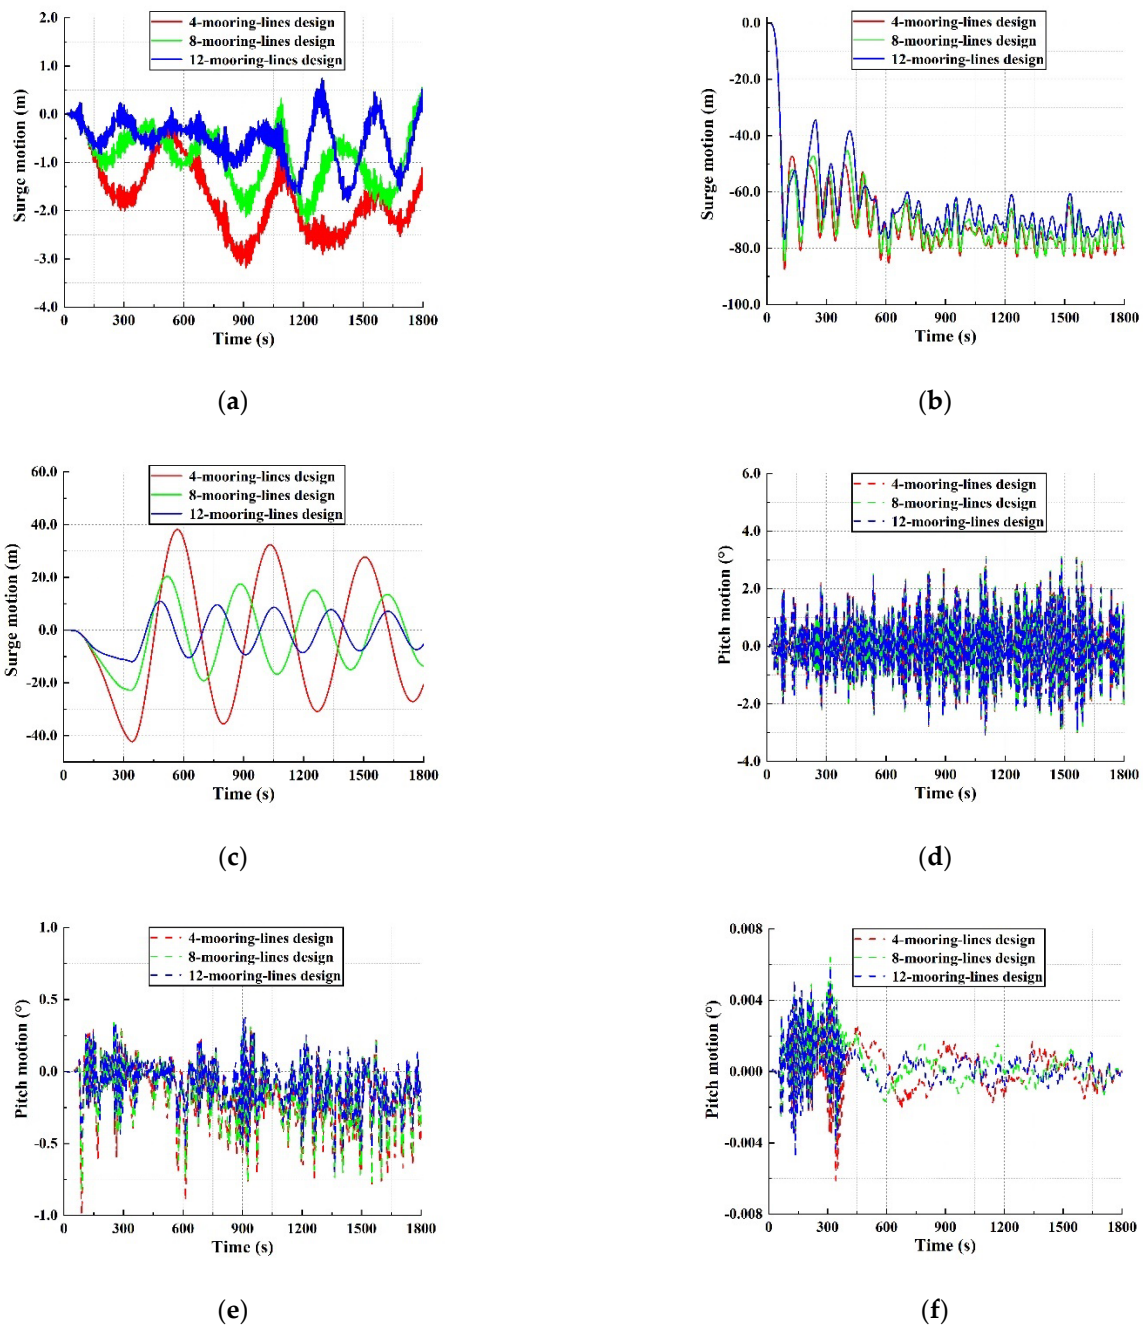 2.0
1.0
0.0
-1.0
-2.0
-3.0
-4.0
Surge motion (m)
4-mooring-lines design
8-mooring-lines design
12-mooring-lines design
0 300 600 900 1200 1500 1800
Time (s)
(a)
0.0
-20.0
-40.0
-60.0
-80.0
-100.0
Surge motion (m)
4-mooring-lines design
8-mooring-lines design
12-mooring-lines design
0 300 600 900 1200 1500 1800
Time (s)
(b)
60.0
40.0
20.0
0.0
-20.0
-40.0
Surge motion (m)
4-mooring-lines design
8-mooring-lines design
12-mooring-lines design
0 300 600 900 1200 1500 1800
Time (s)
(c)
6.0
4.0
2.0
0.0
-2.0
-4.0
Pitch motion (°)
4-mooring-lines design
8-mooring-lines design
12-mooring-lines design
0 300 600 900 1200 1500 1800
Time (s)
(d)
1.0
0.5
0.0
-0.5
-1.0
Pitch motion (°)
4-mooring-lines design
8-mooring-lines design
12-mooring-lines design
0 300 600 900 1200 1500 1800
Time (s)
(e)
0.008
0.004
0.000
-0.004
-0.008
Pitch motion (°)
4-mooring-lines design
8-mooring-lines design
12-mooring-lines design
0 300 600 900 1200 1500 1800
Time (s)
(f)